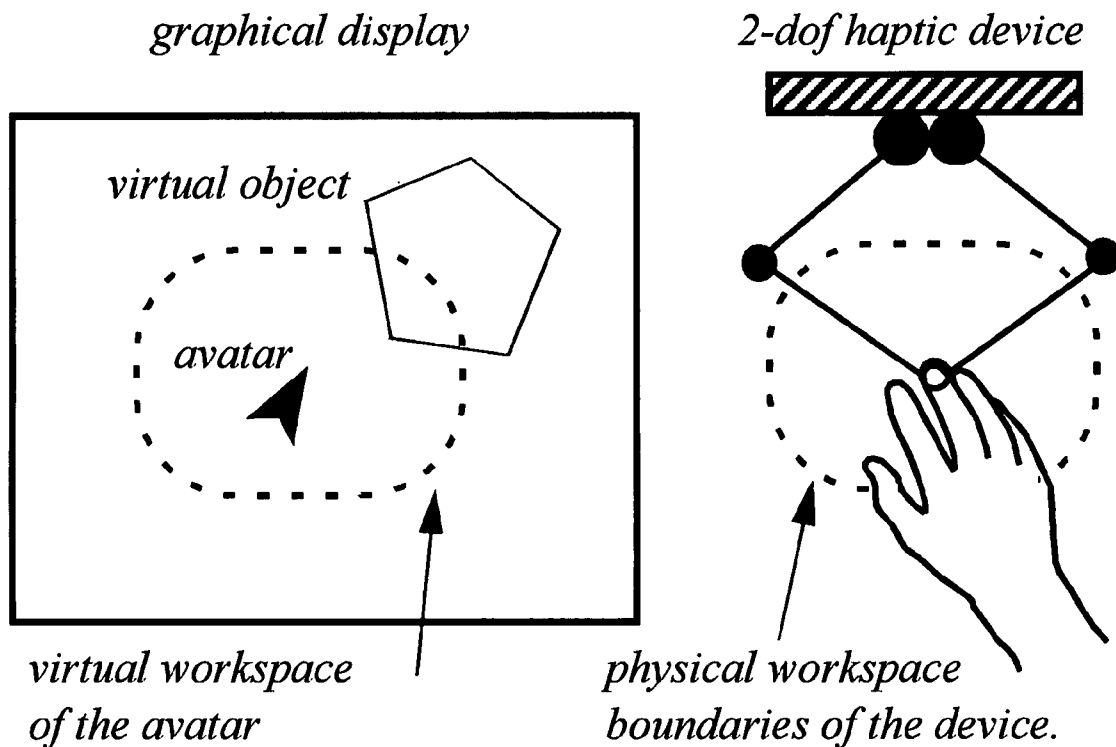 graphical display
2-dof haptic device
virtual object
avatar
virtual workspace
of the avatar
physical workspace
boundaries of the device.